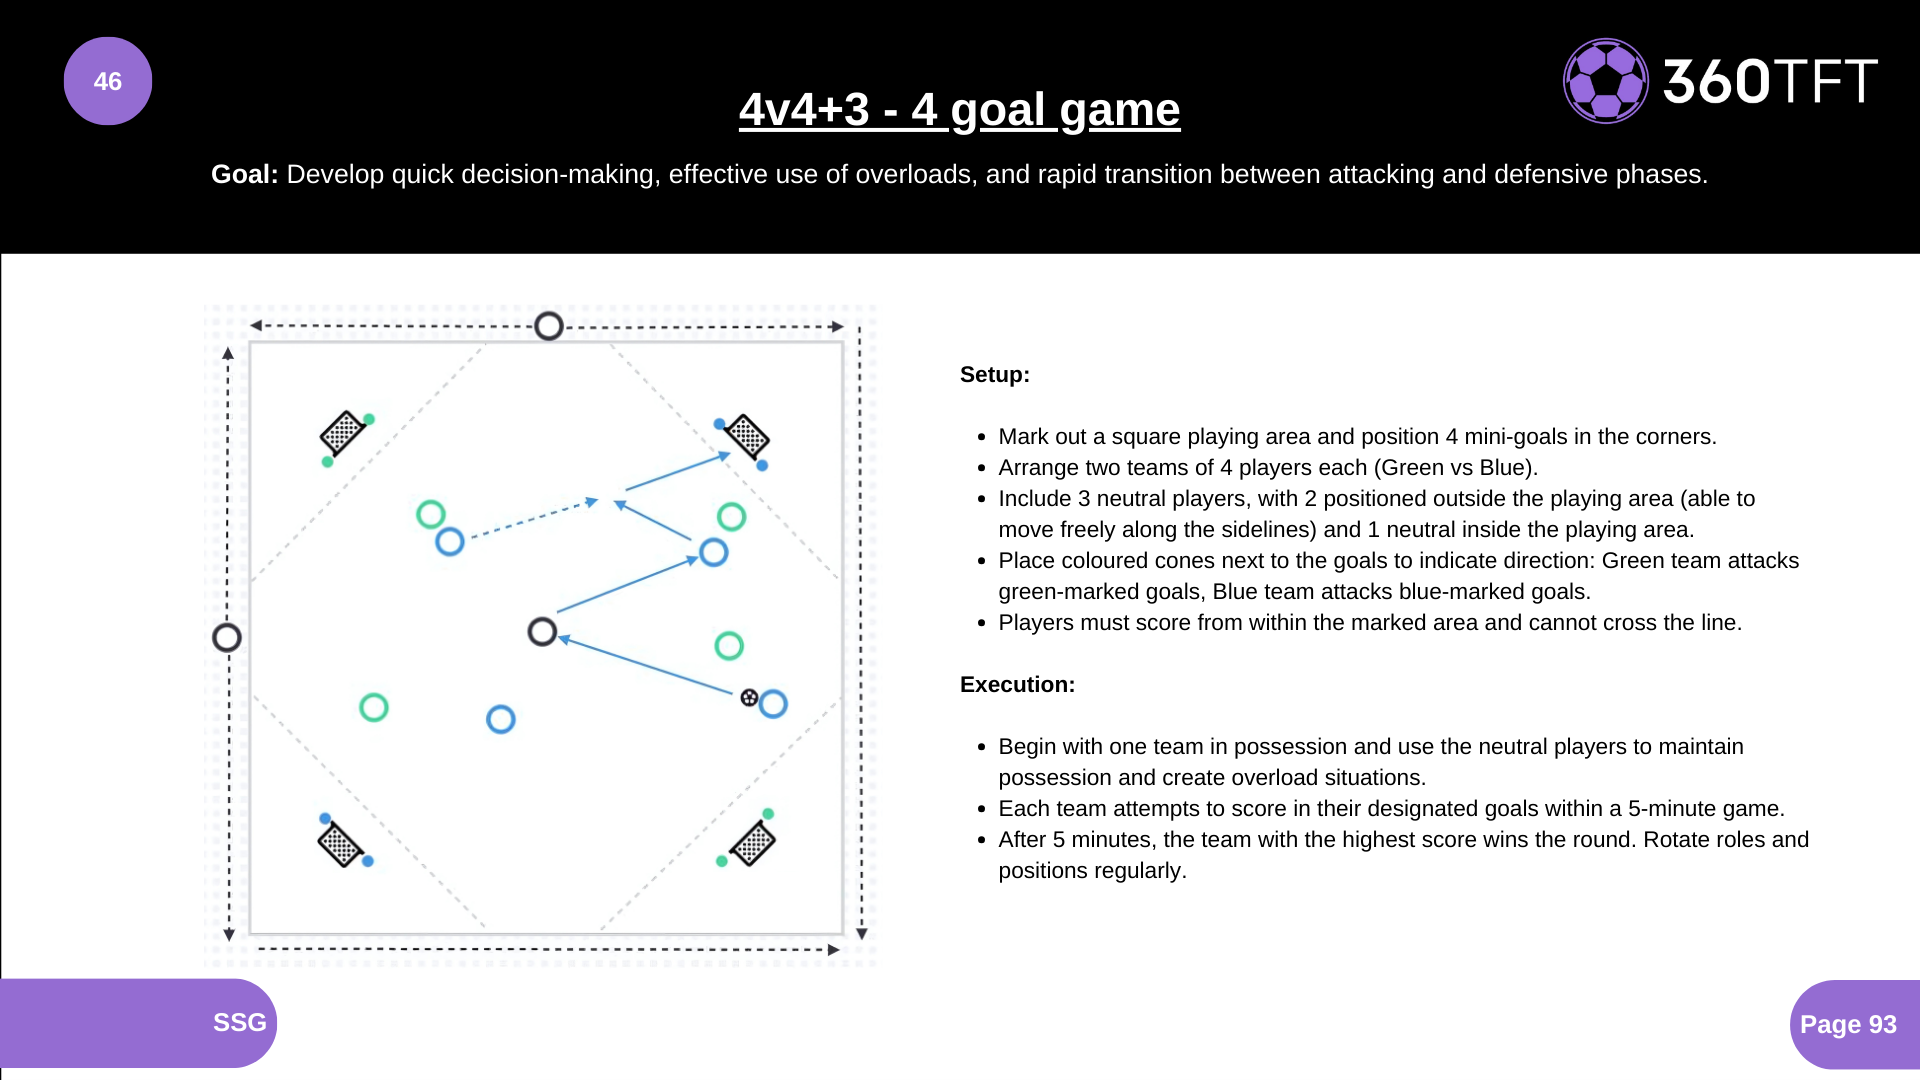 46
360TFT
4v4+3 - 4 goal game
Goal: Develop quick decision-making, effective use of overloads, and rapid transition between attacking and defensive phases.
Setup:
• Mark out a square playing area and position 4 mini-goals in the corners.
• Arrange two teams of 4 players each (Green vs Blue).
• Include 3 neutral players, with 2 positioned outside the playing area (able to
move freely along the sidelines) and 1 neutral inside the playing area.
• Place coloured cones next to the goals to indicate direction: Green team attacks
green-marked goals, Blue team attacks blue-marked goals.
• Players must score from within the marked area and cannot cross the line.
Execution:
• Begin with one team in possession and use the neutral players to maintain
possession and create overload situations.
• Each team attempts to score in their designated goals within a 5-minute game.
• After 5 minutes, the team with the highest score wins the round. Rotate roles and
positions regularly.
SSG
Page 93